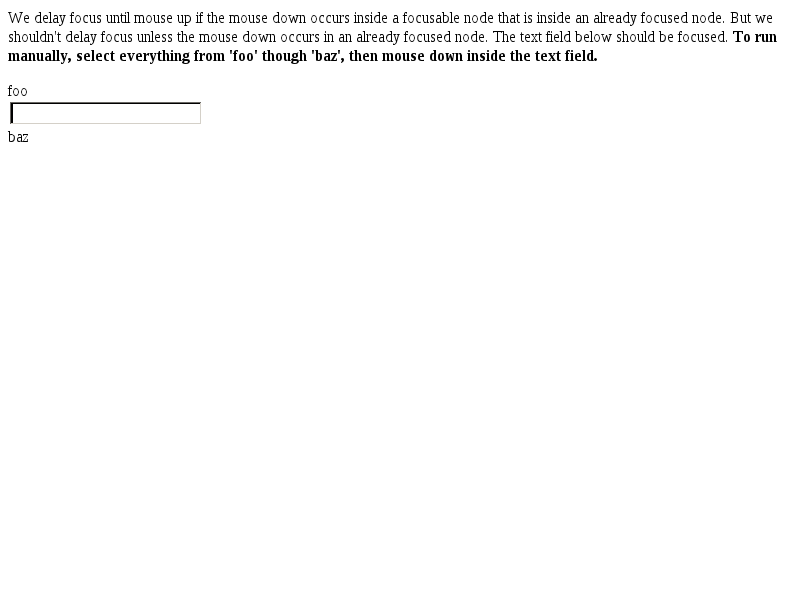 We delay focus until mouse up if the mouse down occurs inside a focusable node that is inside an already focused node. But we
shouldn't delay focus unless the mouse down occurs in an already focused node. The text field below should be focused. To run
manually, select everything from 'foo' though 'baz', then mouse down inside the text field.
foo
baz